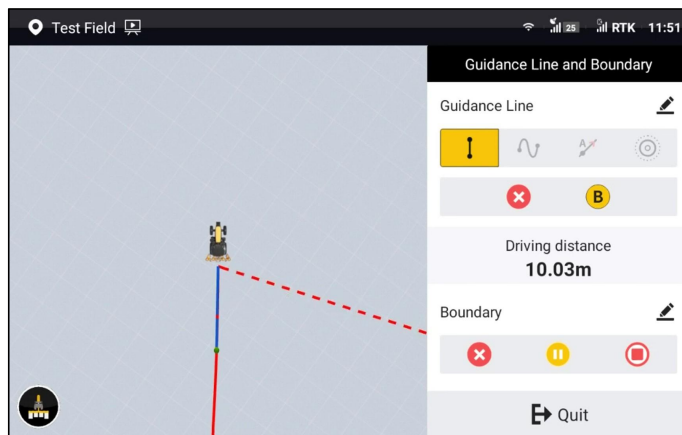 Test Field
25
G
RTK
11:51
Guidance Line and Boundary
Guidance Line
A
B
Driving distance
10.03m
Boundary
Quit